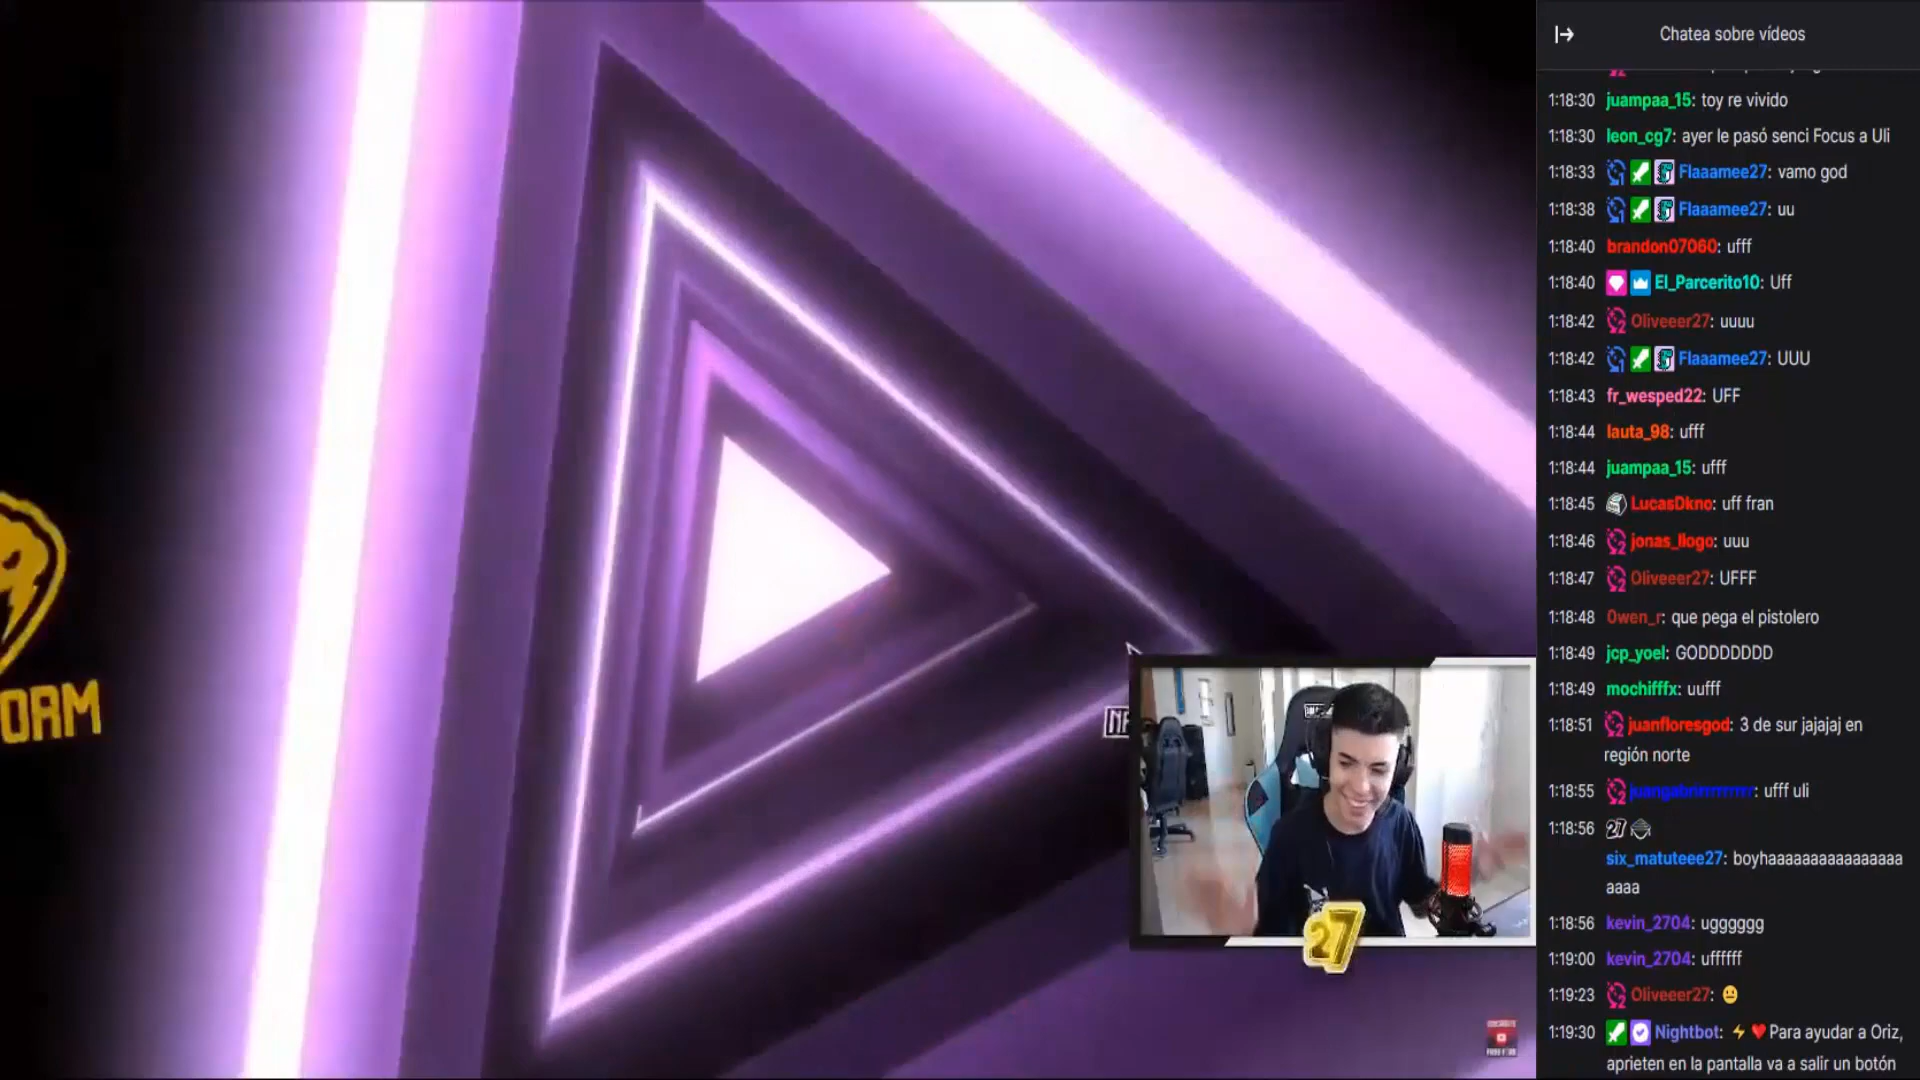 Chatea sobre vídeos
1:18:30 juampaa_15: toy re vivido
1:18:30 leon_cg7: ayer le pasó senci Focus a Uli
1:18:33 Flaaamee27: vamo god
1:18:38 Flaaamee27: uu
1:18:40 brandon07060: ufff
1:18:40 El_Parcerito10: Uff
1:18:42 Oliveeer27: uuuu
1:18:42 Flaaamee27: UUU
1:18:43 fr_wesped22: UFF
1:18:44 lauta_98: ufff
1:18:44 juampaa_15: ufff
1:18:45 LucasDkno: uff fran
1:18:46 jonas_llogo: uuu
1:18:47 Oliveeer27: UFFF
1:18:48 0wen_r: que pega el pistolero
1:18:49 jcp_yoel: GODDDDDDD
1:18:49 mochifffx: uufff
1:18:51 juanfloresgod: 3 de sur jajajaj en
región norte
1:18:55 : ufff uli
1:18:56 27
six_matuteee27: boyhaaaaaaaaaaaaaaaa
aaaa
1:18:56 kevin_2704: ugggggg
1:19:00 kevin_2704: uffffff
1:19:23 Oliveeer27: 😐
1:19:30 Nightbot: ⚡ ❤️Para ayudar a Oriz,
aprieten en la pantalla va a salir un botón
ORM
27